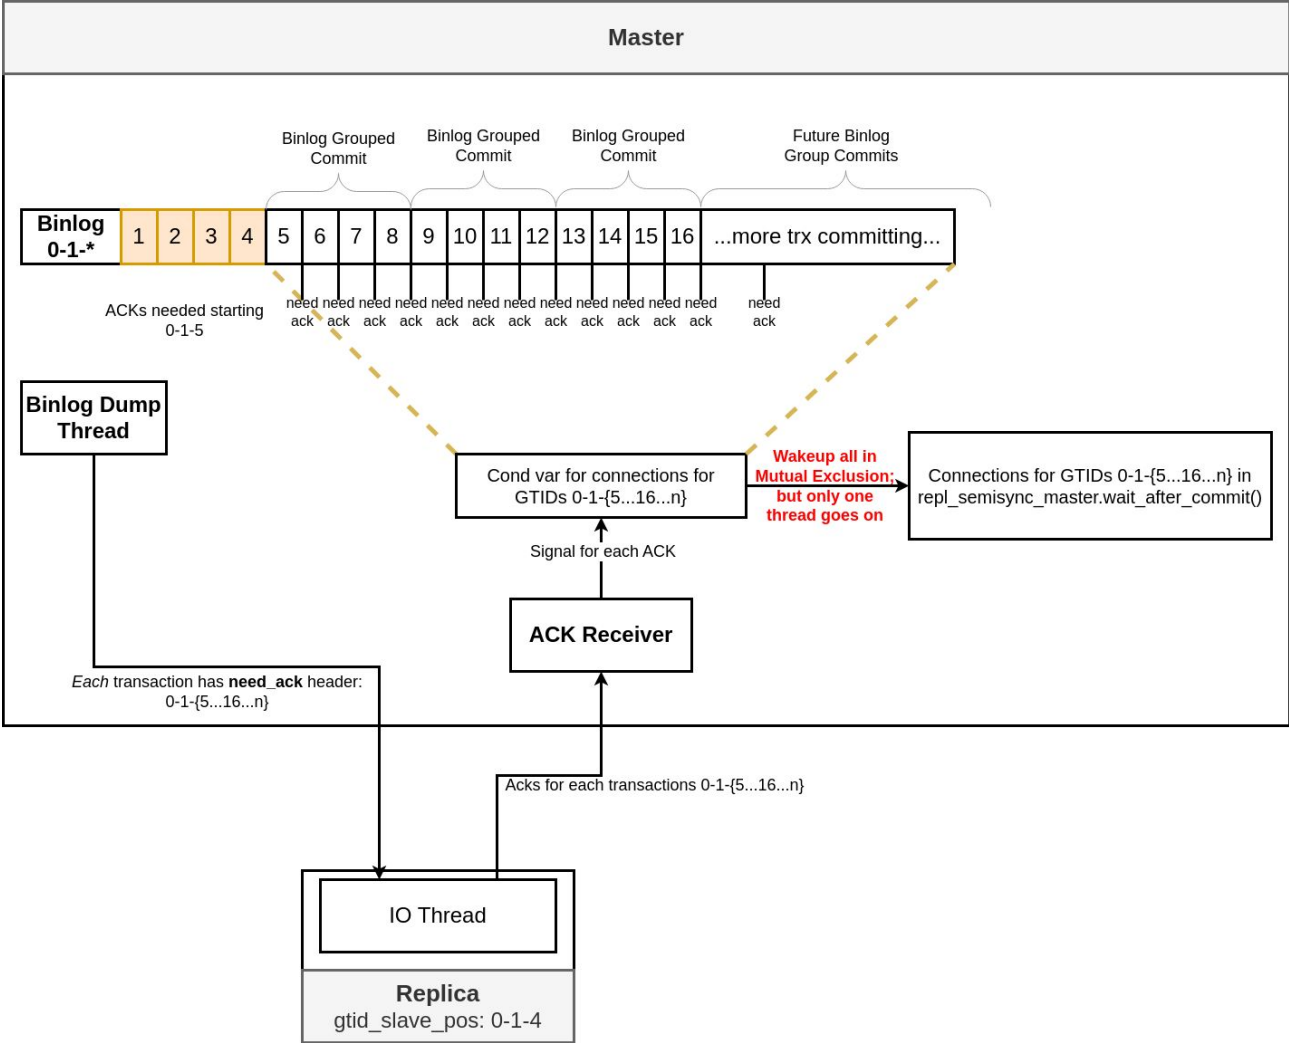 Master
Binlog Grouped
Commit
Binlog Grouped
Commit
Binlog Grouped
Commit
Future Binlog
Group Commits
Binlog
0-1-*
1 2 3 4 5 6 7 8 9 10 11 12 13 14 15 16 ...more trx committing...
need need need need need need need need need need need need need
ack ack ack ack ack ack ack ack ack ack ack ack ack
ACKs needed starting
0-1-5
Binlog Dump
Thread
Cond var for connections for
GTIDs 0-1-{5...16...n}
Wakeup all in
Mutual Exclusion;
but only one
thread goes on
Connections for GTIDs 0-1-{5...16...n} in
repl_semisync_master.wait_after_commit()
Signal for each ACK
ACK Receiver
Each transaction has need_ack header:
0-1-{5...16...n}
Acks for each transactions 0-1-{5...16...n}
IO Thread
Replica
gtid_slave_pos: 0-1-4